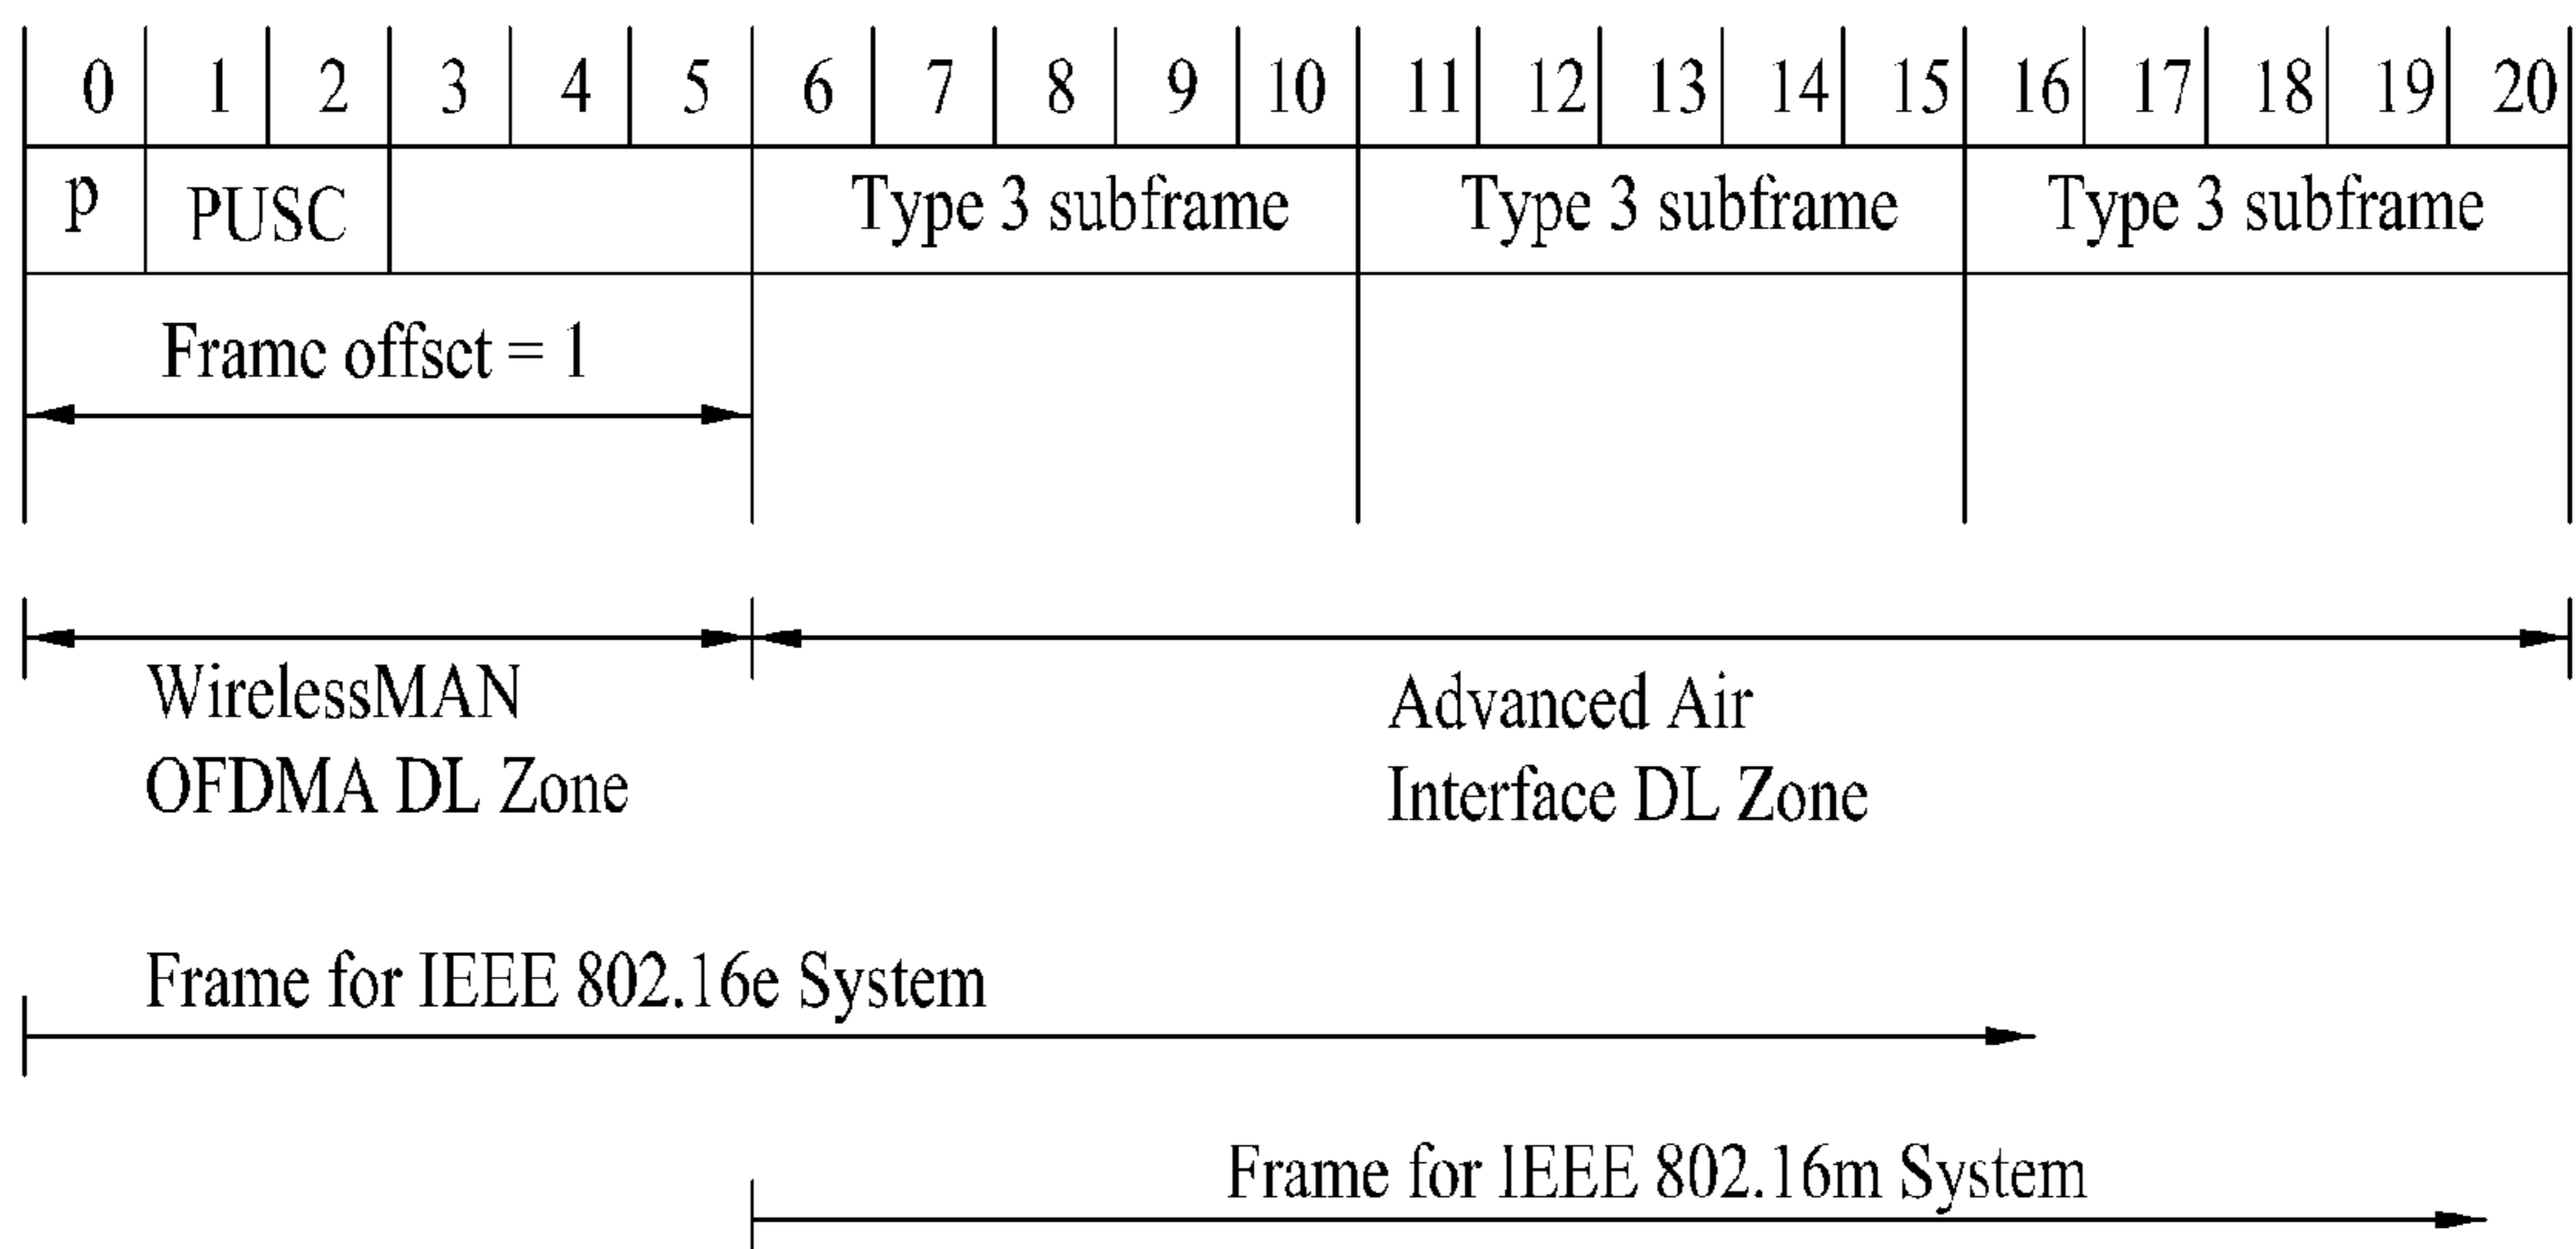 0 1 2 3 4 5 6 7 8 9 10 11 12 13 14 15 16 17 18 19 20
p PUSC Type 3 subframe Type 3 subframe Type 3 subframe
Frame offset = 1
WirelessMAN
OFDMA DL Zone
Advanced Air
Interface DL Zone
Frame for IEEE 802.16e System
Frame for IEEE 802.16m System